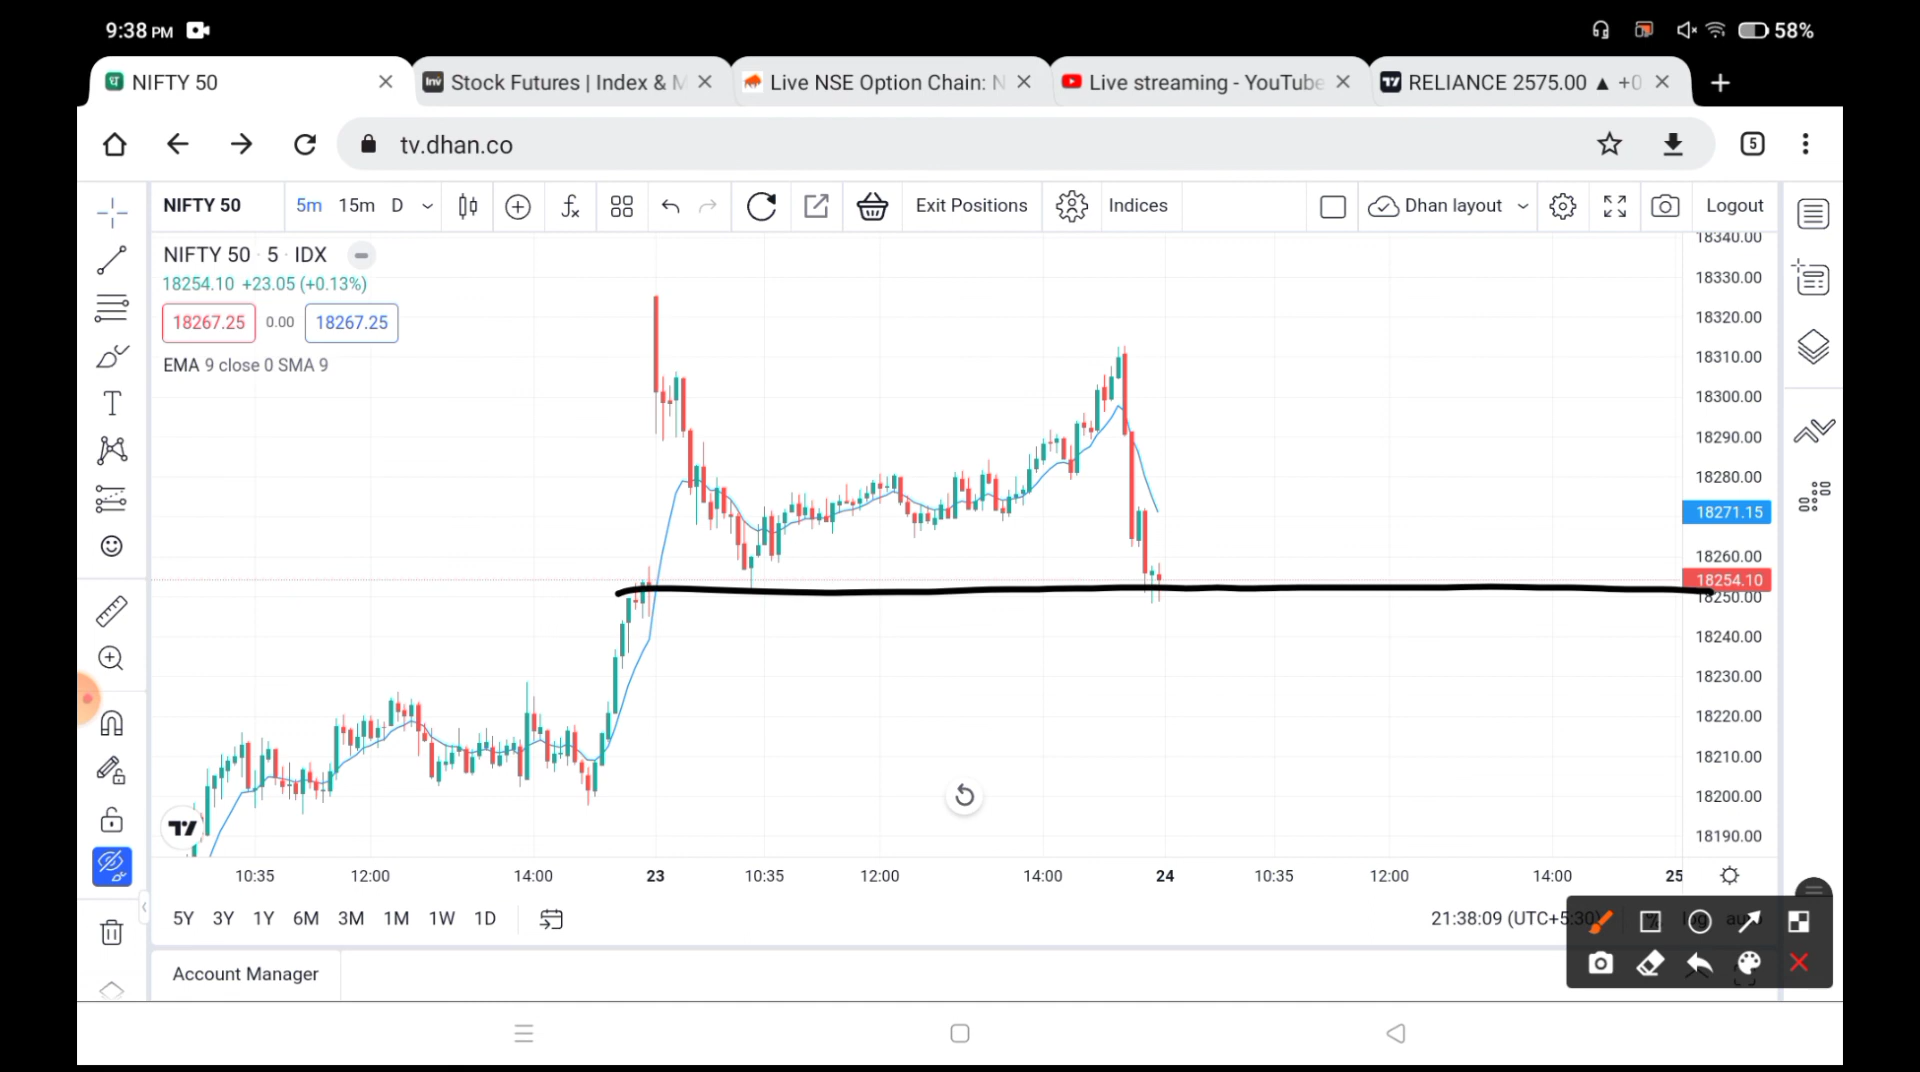 9:38 PM 58%
NIFTY 50 Stock Futures | Index & M Live NSE Option Chain: N Live streaming - YouTube RELIANCE 2575.00 ▲ +0
tv.dhan.co 5
NIFTY 50 5m 15m D Exit Positions Indices Dhan layout Logout
NIFTY 50 · 5 · IDX
18254.10 +23.05 (+0.13%)
18267.25 0.00 18267.25
EMA 9 close 0 SMA 9
18340.00
18330.00
18320.00
18310.00
18300.00
18290.00
18280.00
18271.15
18260.00
18254.10
18250.00
18240.00
18230.00
18220.00
18210.00
18200.00
18190.00
10:35 12:00 14:00 23 10:35 12:00 14:00 24 10:35 12:00 14:00 25
5Y 3Y 1Y 6M 3M 1M 1W 1D 21:38:09 (UTC+5:30)
Account Manager